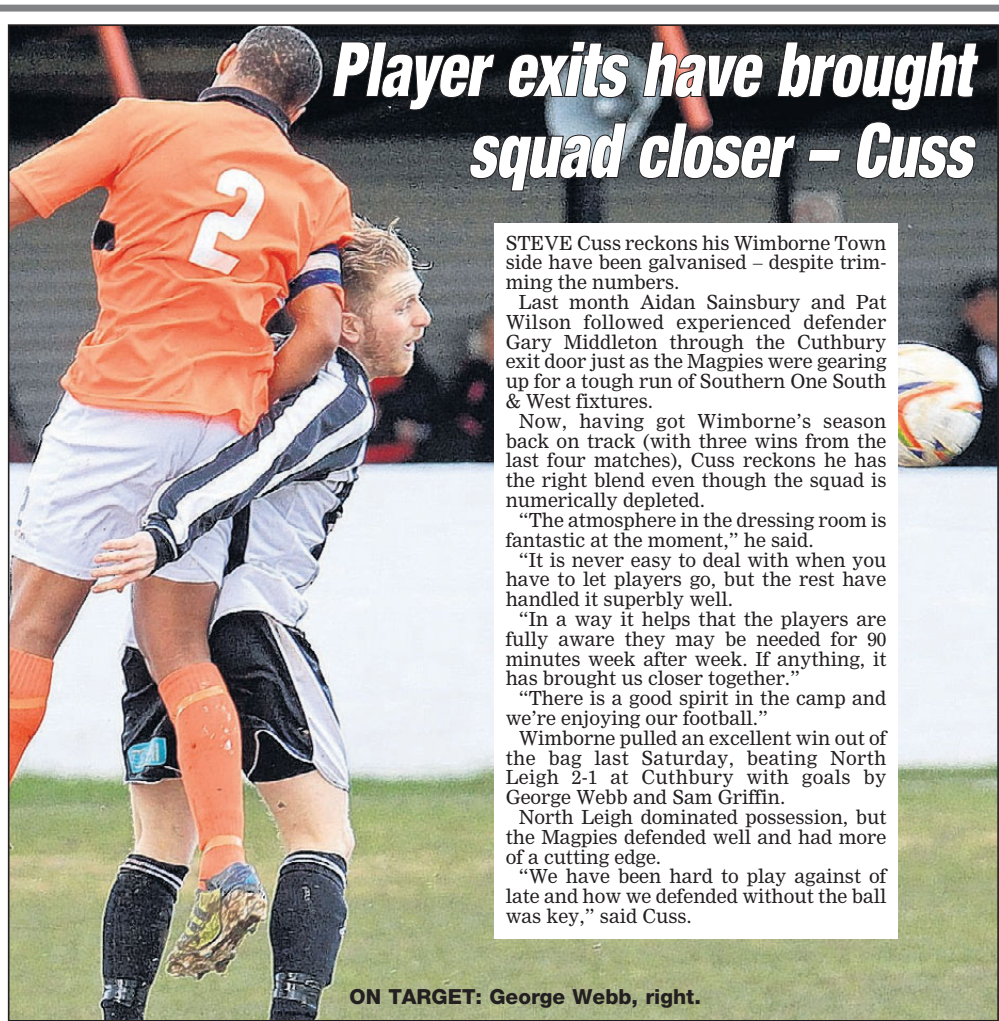 Player exits have brought
squad closer – Cuss
2
STEVE Cuss reckons his Wimborne Town
side have been galvanised – despite trim-
ming the numbers.
Last month Aidan Sainsbury and Pat
Wilson followed experienced defender
Gary Middleton through the Cuthbury
exit door just as the Magpies were gearing
up for a tough run of Southern One South
& West fixtures.
Now, having got Wimborne’s season
back on track (with three wins from the
last four matches), Cuss reckons he has
the right blend even though the squad is
numerically depleted.
“The atmosphere in the dressing room is
fantastic at the moment,” he said.
“It is never easy to deal with when you
have to let players go, but the rest have
handled it superbly well.
“In a way it helps that the players are
fully aware they may be needed for 90
minutes week after week. If anything, it
has brought us closer together.”
“There is a good spirit in the camp and
we’re enjoying our football.”
Wimborne pulled an excellent win out of
the bag last Saturday, beating North
Leigh 2-1 at Cuthbury with goals by
George Webb and Sam Griffin.
North Leigh dominated possession, but
the Magpies defended well and had more
of a cutting edge.
“We have been hard to play against of
late and how we defended without the ball
was key,” said Cuss.
ON TARGET: George Webb, right.